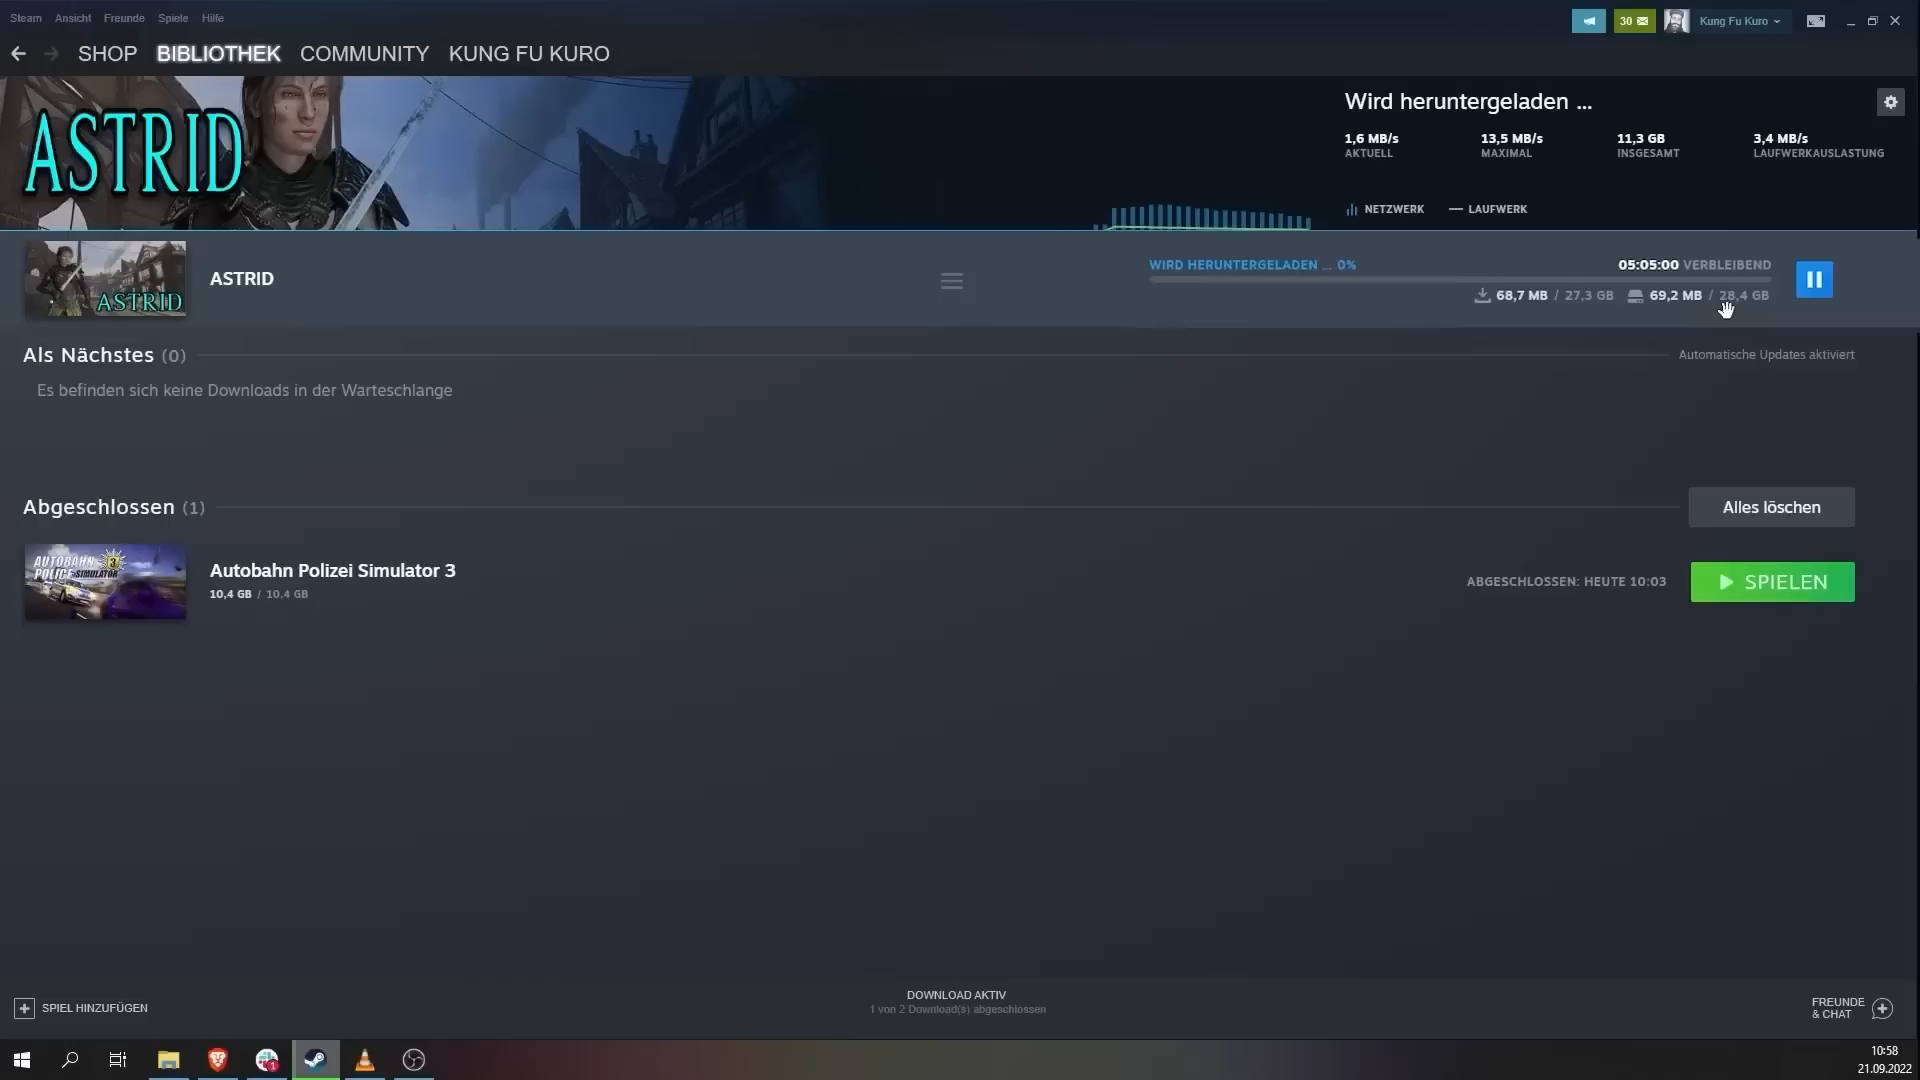 Steam Ansicht Freunde Spiele Hilfe
30 Kung Fu Kuro
SHOP BIBLIOTHEK COMMUNITY KUNG FU KURO
ASTRID
Wird heruntergeladen ...
1,6 MB/s 13,5 MB/s 11,3 GB 3,4 MB/s
AKTUELL MAXIMAL INSGESAMT LAUFWERKAUSLASTUNG
NETZWERK LAUFWERK
ASTRID
ASTRID
WIRD HERUNTERGELADEN ... 0% 05:05:00 VERBLEIBEND
68,7 MB / 27,3 GB 69,2 MB / 28,4 GB
Als Nächstes (0) Automatische Updates aktiviert
Es befinden sich keine Downloads in der Warteschlange
Abgeschlossen (1) Alles löschen
AUTOBAHN
POLICE SIMULATOR 3
Autobahn Polizei Simulator 3
10,4 GB / 10,4 GB
ABGESCHLOSSEN: HEUTE 10:03 SPIELEN
SPIEL HINZUFÜGEN
DOWNLOAD AKTIV
1 von 2 Download(s) abgeschlossen
FREUNDE
& CHAT
1
10:58
21.09.2022